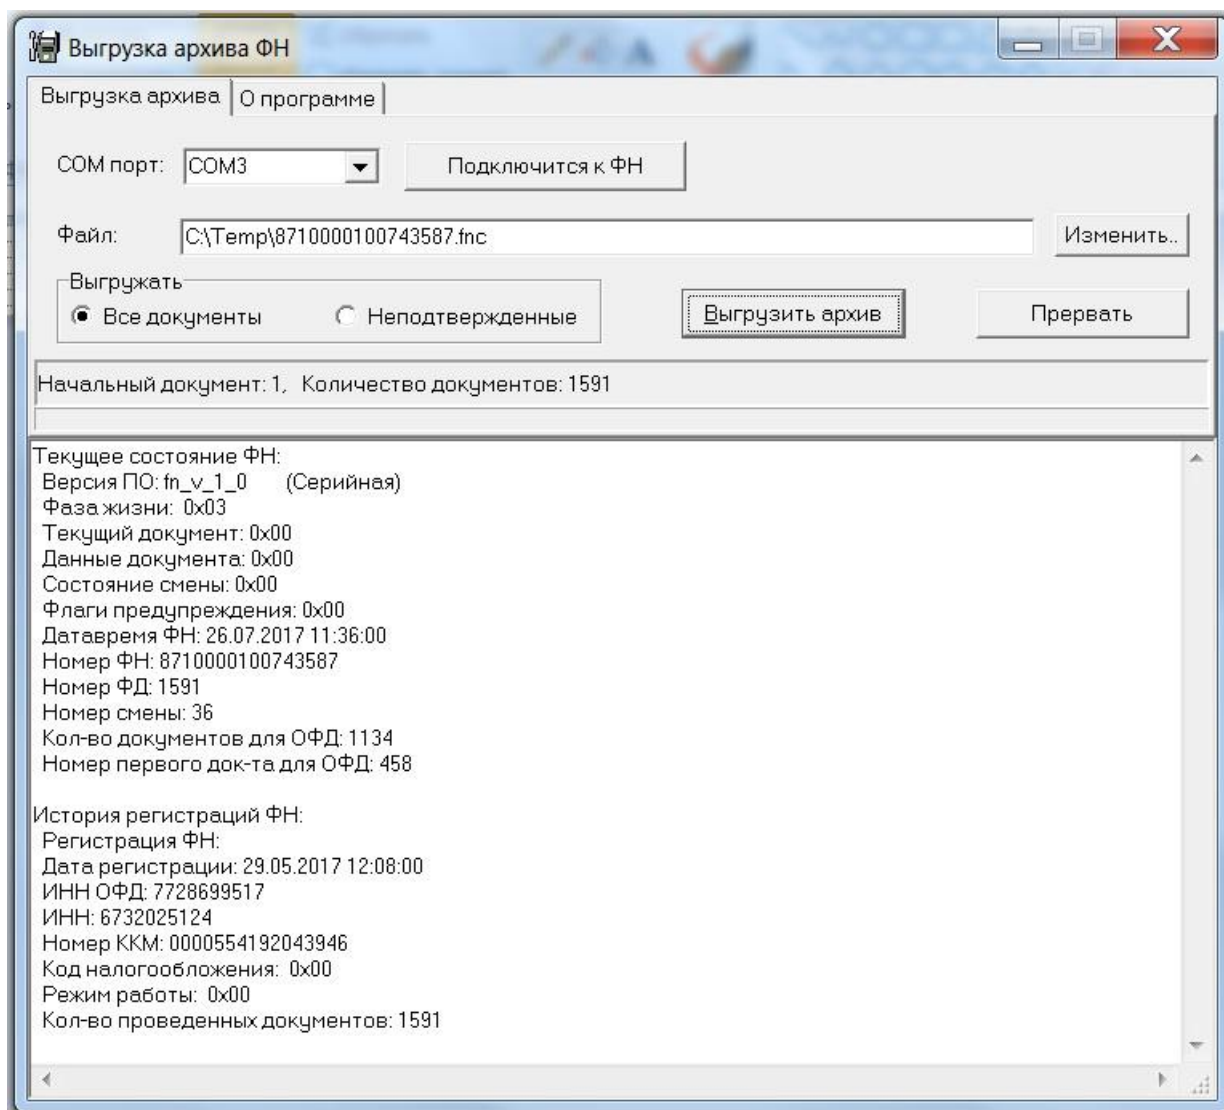 Выгрузка архива ФН
Выгрузка архива О программе
COM порт: COM3 Подключится к ФН
Файл: C:\Temp\8710000100743587.fnc Изменить..
Выгружать
Все документы Неподтвержденные Выгрузить архив Прервать
Начальный документ: 1, Количество документов: 1591
Текущее состояние ФН:
Версия ПО: fn_v_1_0 (Серийная)
Фаза жизни: 0x03
Текущий документ: 0x00
Данные документа: 0x00
Состояние смены: 0x00
Флаги предупреждения: 0x00
Датавремя ФН: 26.07.2017 11:36:00
Номер ФН: 8710000100743587
Номер ФД: 1591
Номер смены: 36
Кол-во документов для ОФД: 1134
Номер первого док-та для ОФД: 458
История регистраций ФН:
Регистрация ФН:
Дата регистрации: 29.05.2017 12:08:00
ИНН ОФД: 7728699517
ИНН: 6732025124
Номер ККМ: 0000554192043946
Код налогообложения: 0x00
Режим работы: 0x00
Кол-во проведенных документов: 1591